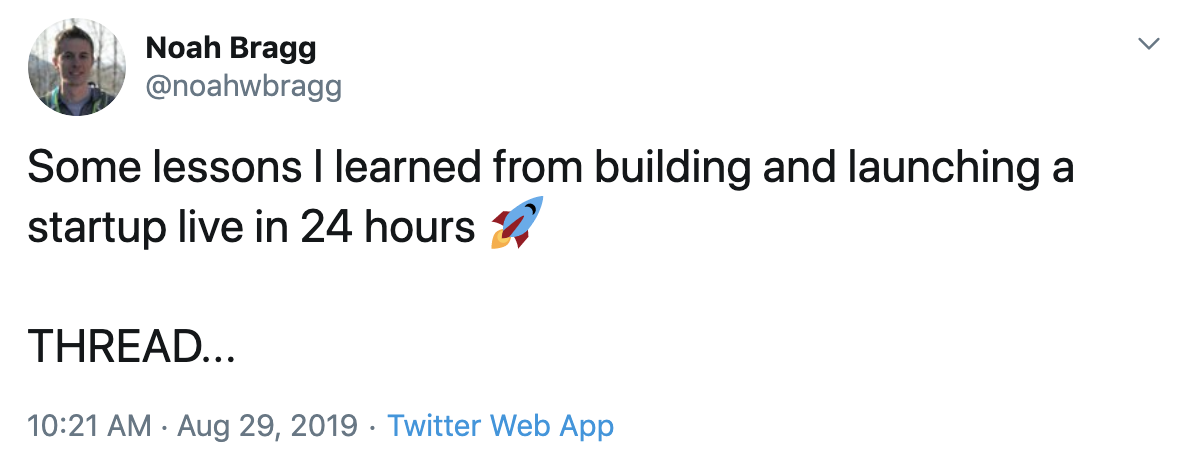 Noah Bragg
@noahwbragg
Some lessons I learned from building and launching a
startup live in 24 hours 🚀
THREAD...
10:21 AM · Aug 29, 2019 · Twitter Web App